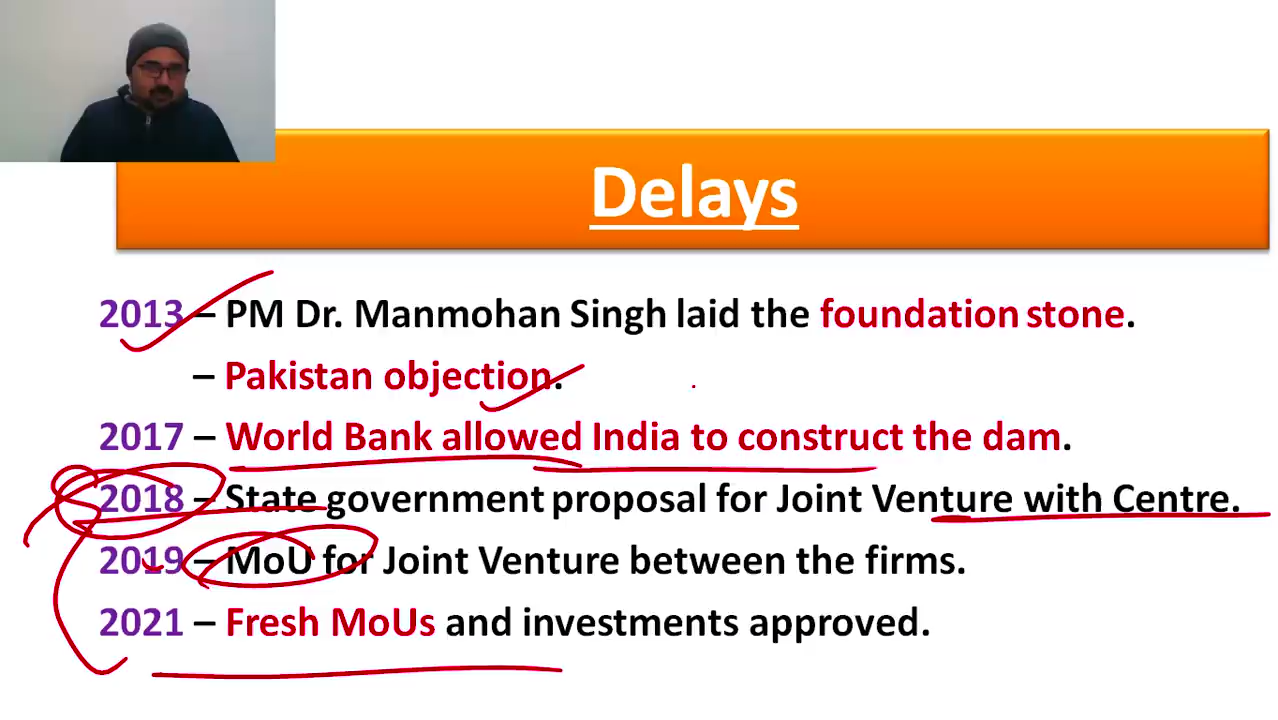 Delays
2013 – PM Dr. Manmohan Singh laid the foundation stone.
– Pakistan objection.
2017 – World Bank allowed India to construct the dam.
2018 – State government proposal for Joint Venture with Centre.
2019 – MoU for Joint Venture between the firms.
2021 – Fresh MoUs and investments approved.